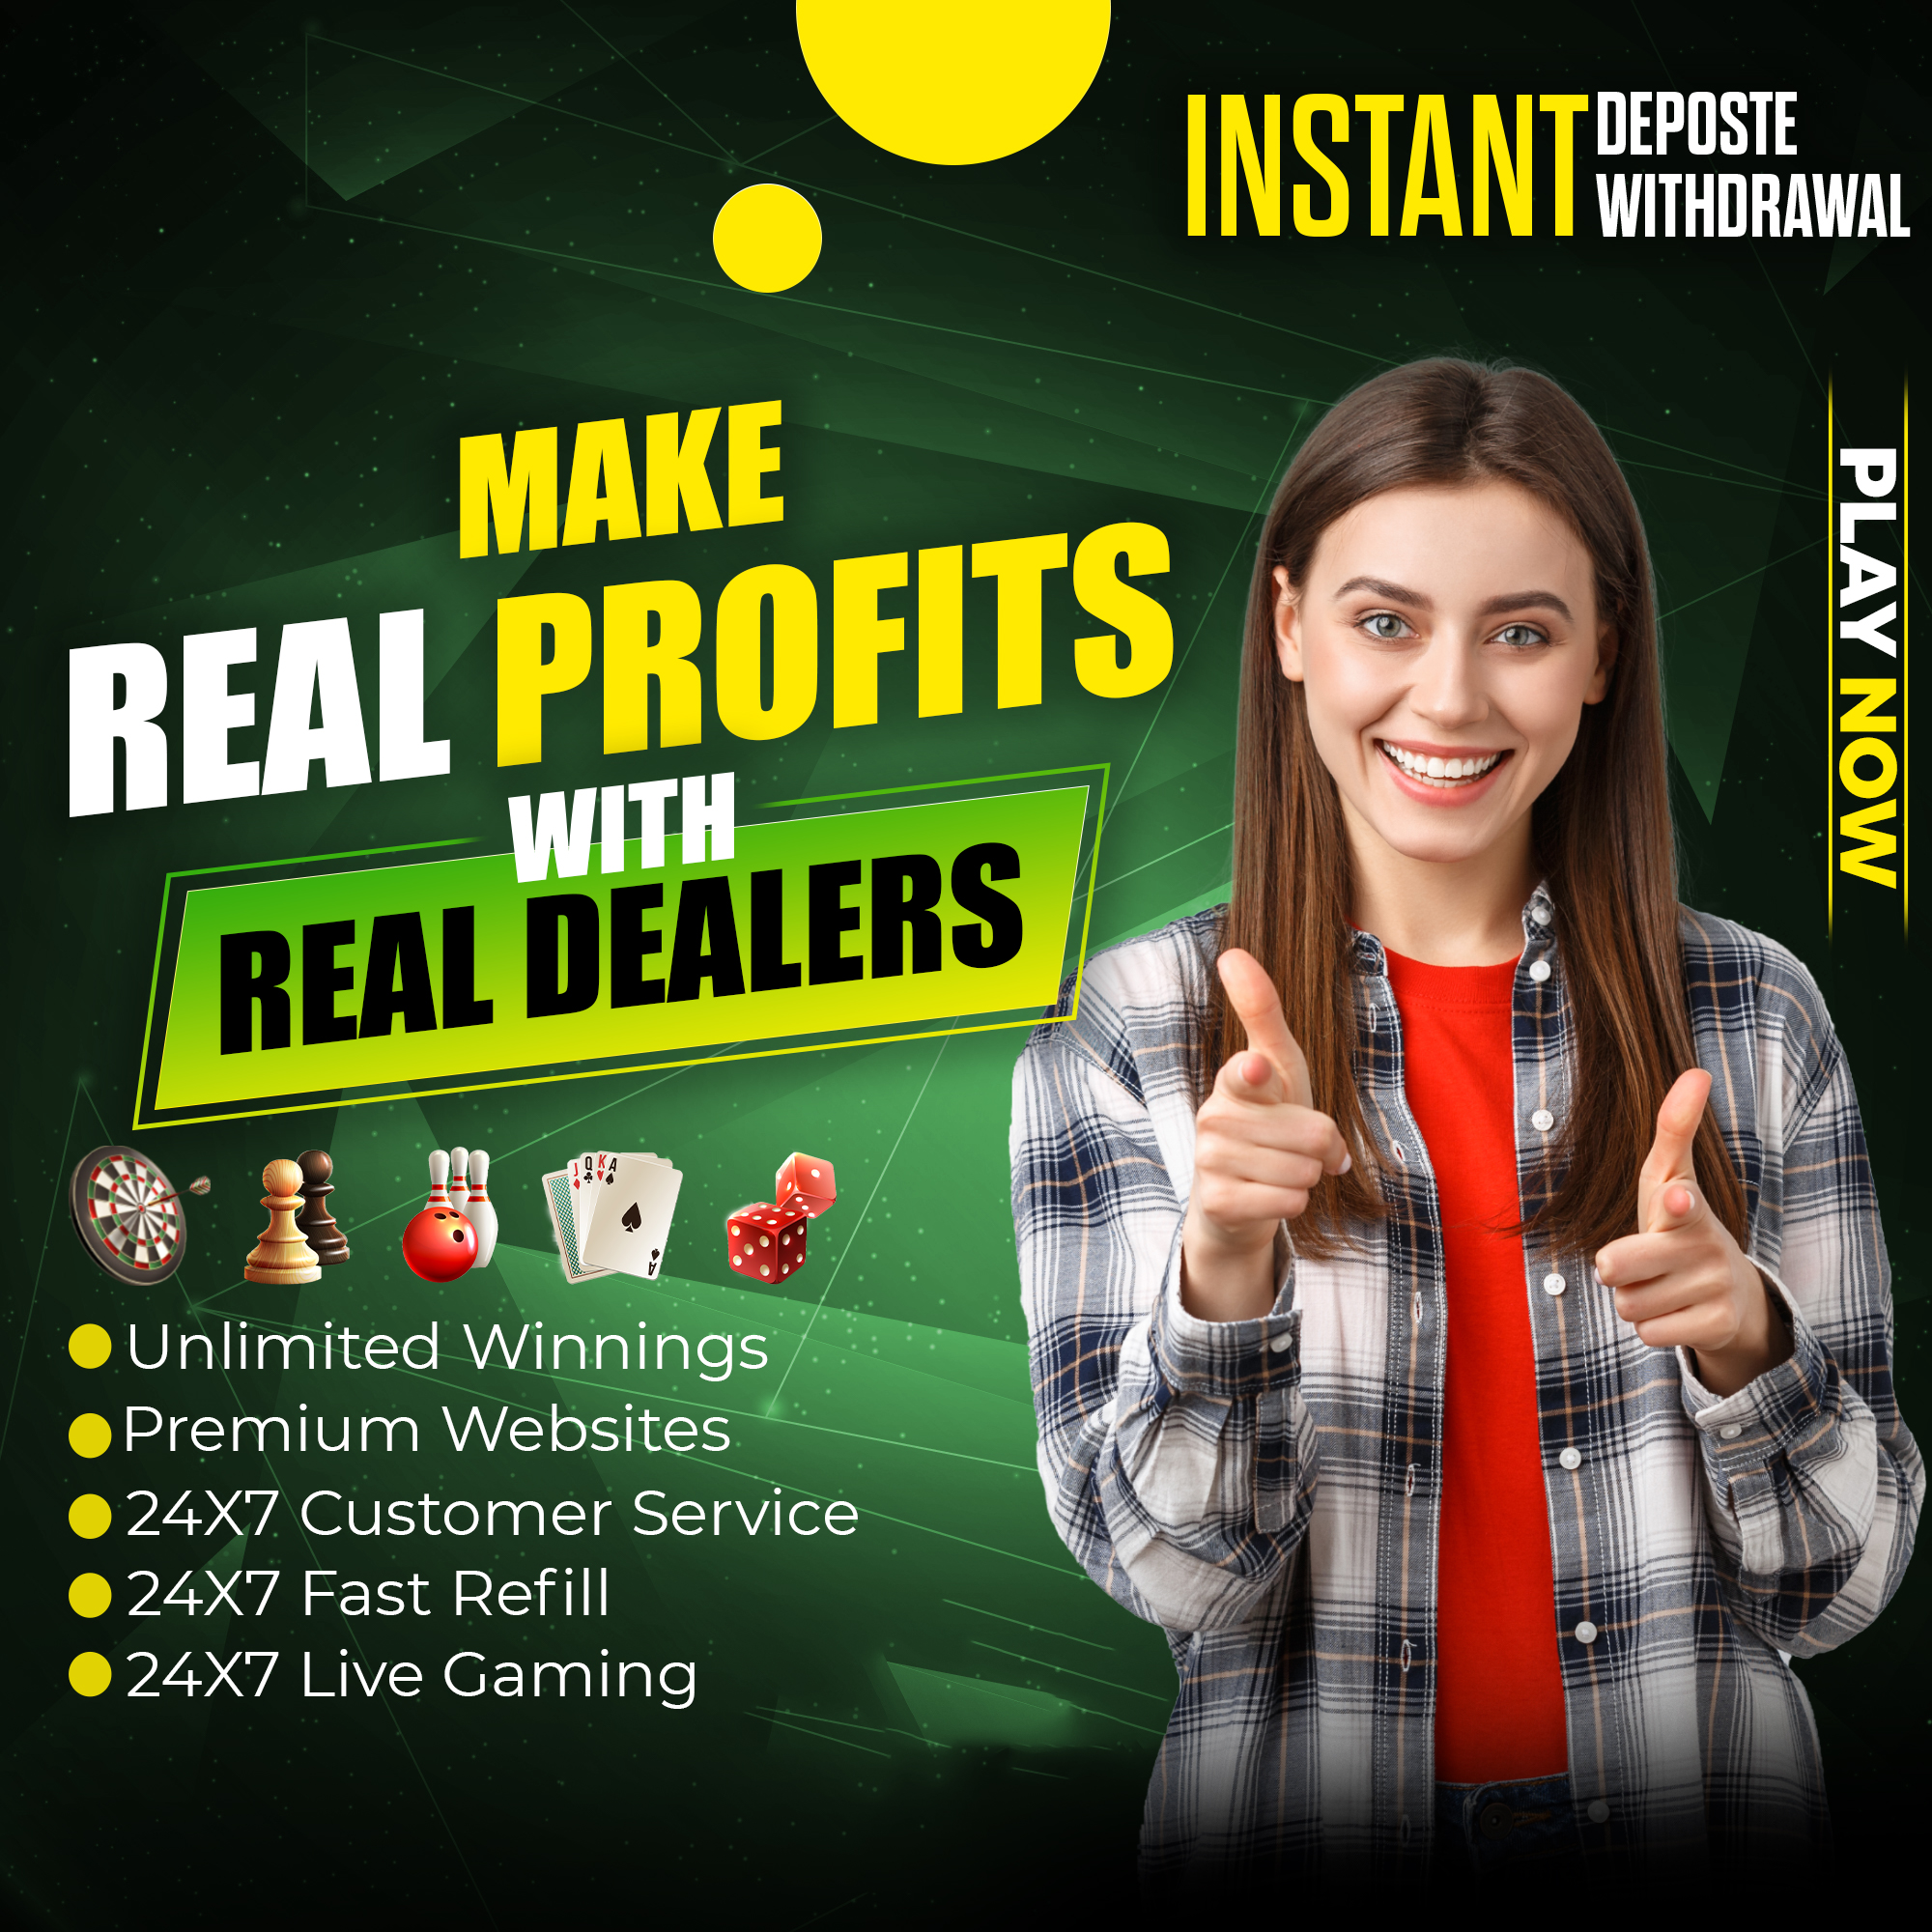 INSTANT DEPOSTE
WITHDRAWAL
MAKE
REAL PROFITS
WITH
REAL DEALERS
PLAY NOW
J Q K A
A
Unlimited Winnings
Premium Websites
24X7 Customer Service
24X7 Fast Refill
24X7 Live Gaming